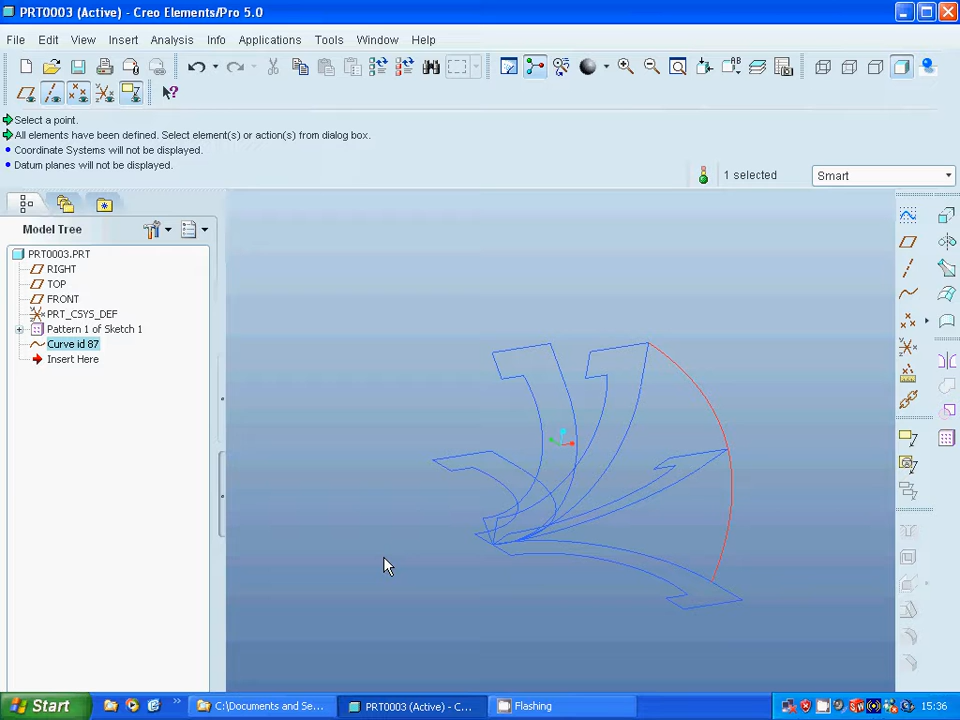 PRT0003 (Active) - Creo Elements/Pro 5.0
File Edit View Insert Analysis Info Applications Tools Window Help
Select a point.
All elements have been defined. Select element(s) or action(s) from dialog box.
Coordinate Systems will not be displayed.
Datum planes will not be displayed.
1 selected
Smart
Model Tree
PRT0003.PRT
RIGHT
TOP
FRONT
PRT_CSYS_DEF
Pattern 1 of Sketch 1
Curve id 87
Insert Here
Start
C:\Documents and Se...
PRT0003 (Active) - C...
Flashing
15:36